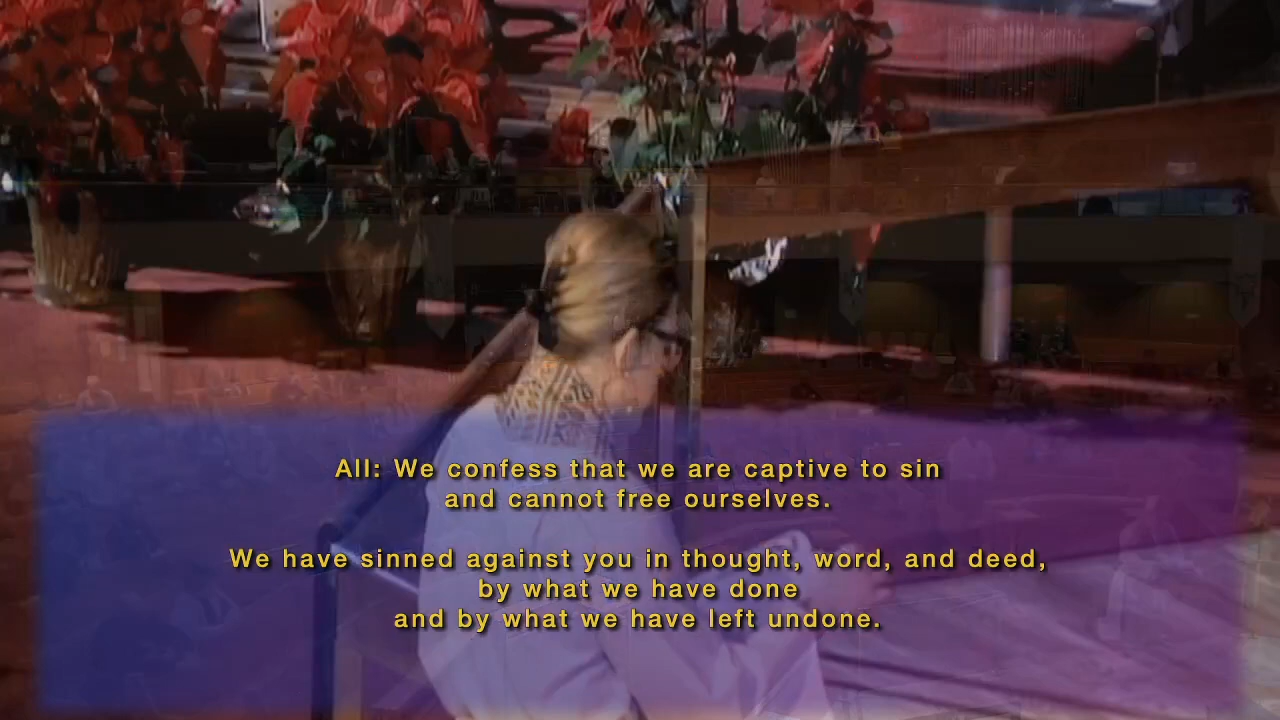 All: We confess that we are captive to sin
and cannot free ourselves.
We have sinned against you in thought, word, and deed,
by what we have done
and by what we have left undone.